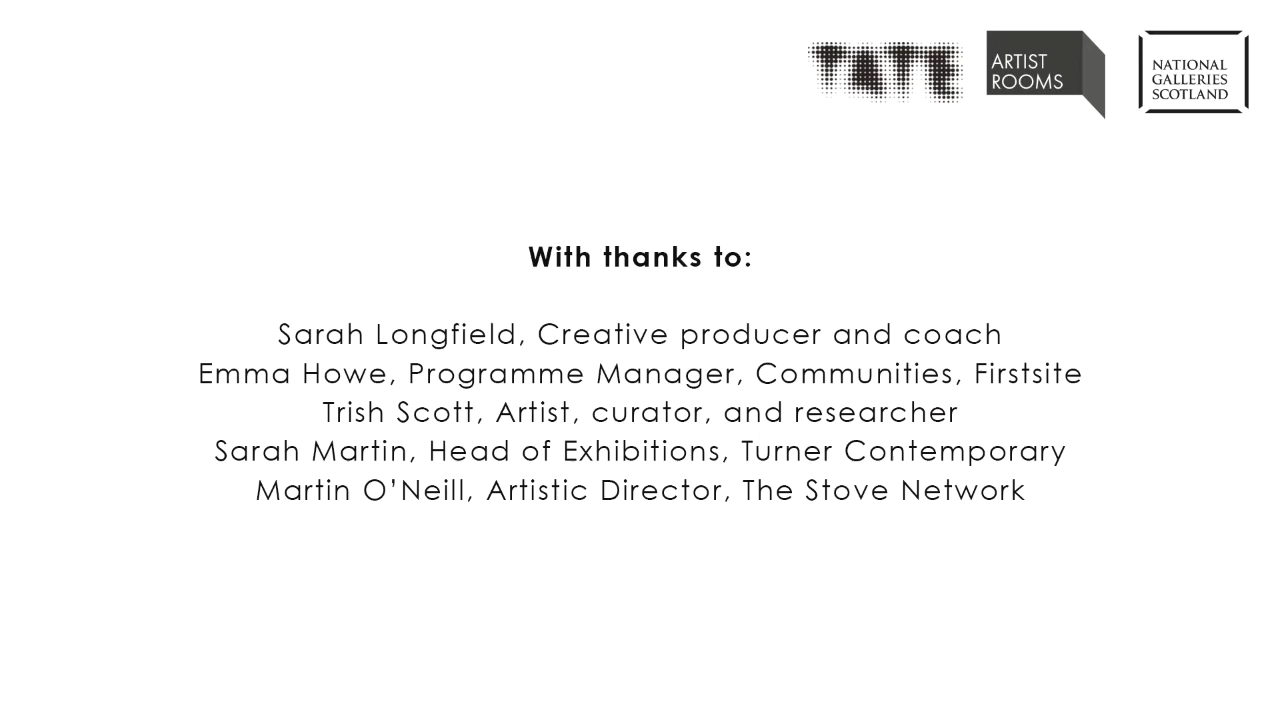 TATE
ARTIST
ROOMS
NATIONAL
GALLERIES
SCOTLAND
With thanks to:
Sarah Longfield, Creative producer and coach
Emma Howe, Programme Manager, Communities, Firstsite
Trish Scott, Artist, curator, and researcher
Sarah Martin, Head of Exhibitions, Turner Contemporary
Martin O’Neill, Artistic Director, The Stove Network